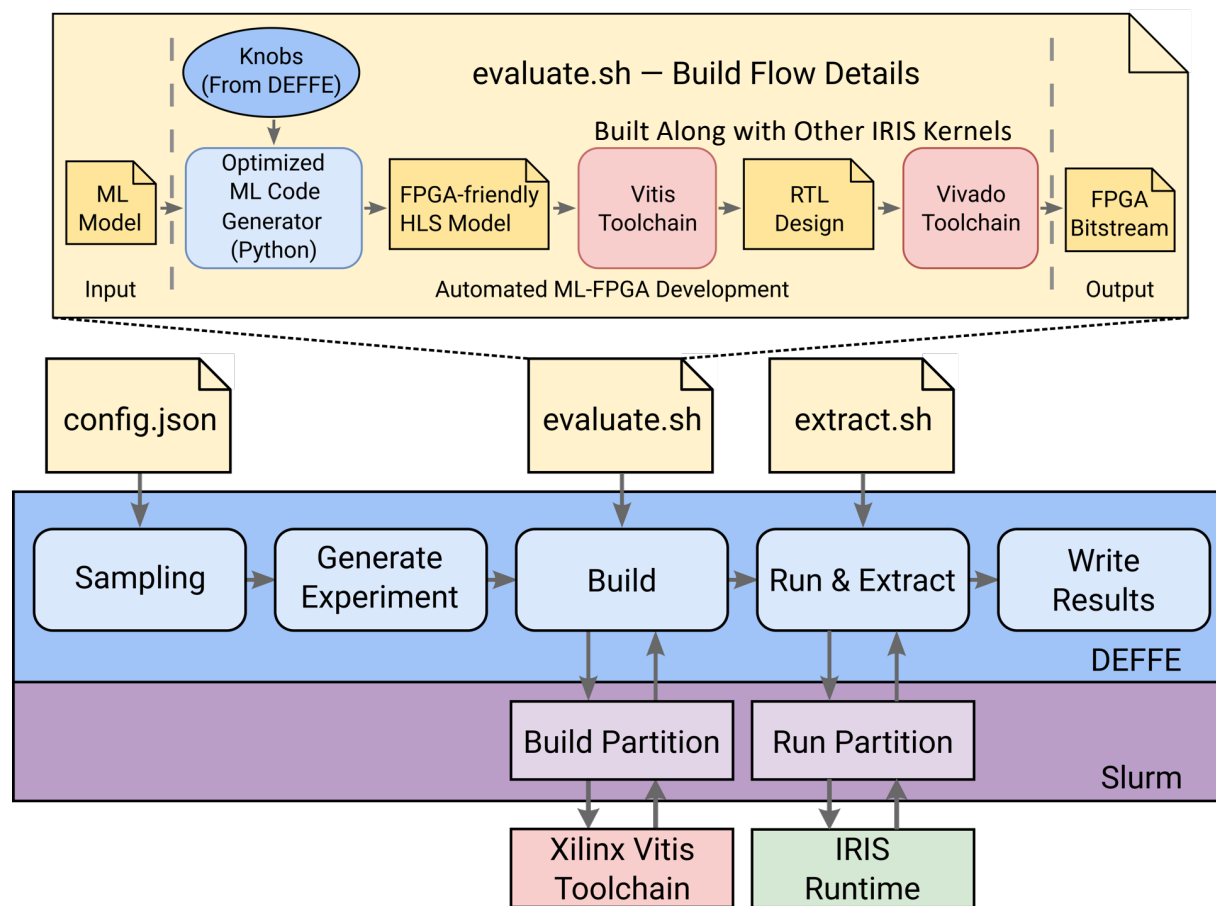 Knobs
(From DEFFE)
evaluate.sh — Build Flow Details
Built Along with Other IRIS Kernels
ML
Model
Optimized
ML Code
Generator
(Python)
FPGA-friendly
HLS Model
Vitis
Toolchain
RTL
Design
Vivado
Toolchain
FPGA
Bitstream
Input
Automated ML-FPGA Development
Output
config.json
evaluate.sh
extract.sh
Sampling
Generate
Experiment
Build
Run & Extract
Write
Results
DEFFE
Build Partition
Run Partition
Slurm
Xilinx Vitis
Toolchain
IRIS
Runtime